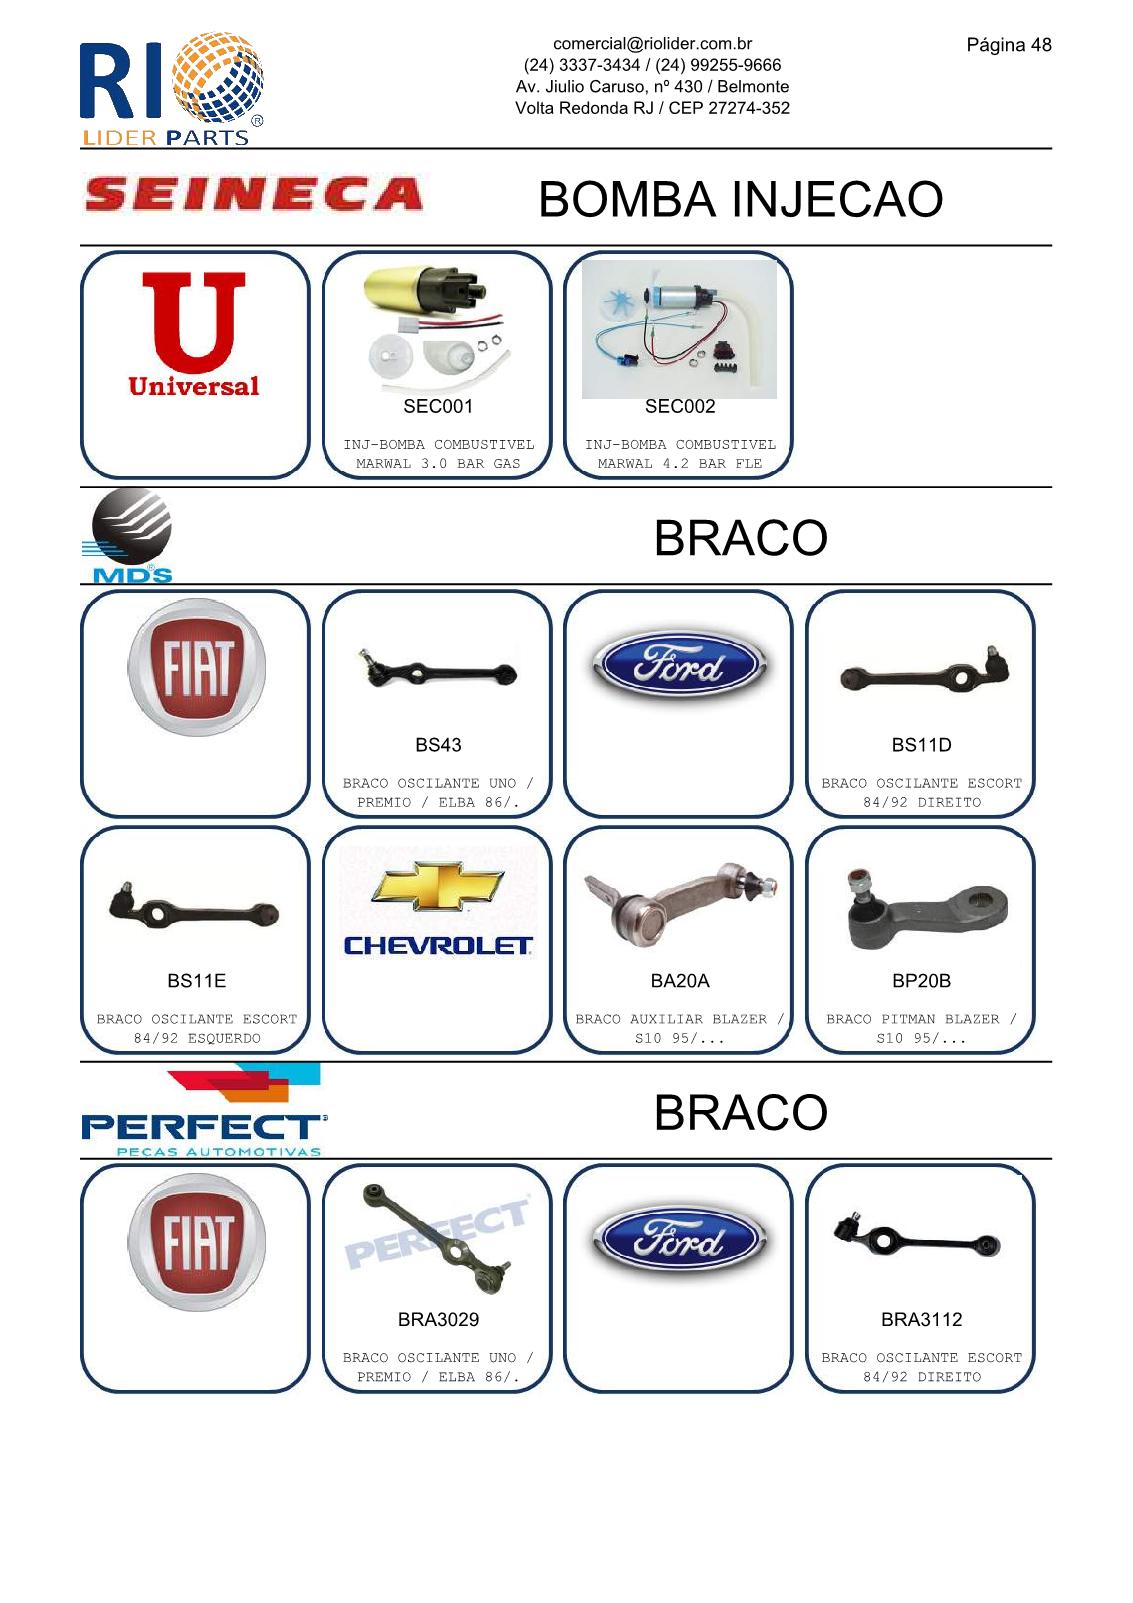 RIO
LIDER PARTS
®
comercial@riolider.com.br
(24) 3337-3434 / (24) 99255-9666
Av. Jiulio Caruso, nº 430 / Belmonte
Volta Redonda RJ / CEP 27274-352
Página 48
SEINECA
BOMBA INJECAO
U
Universal
SEC001
INJ-BOMBA COMBUSTIVEL
MARWAL 3.0 BAR GAS
SEC002
INJ-BOMBA COMBUSTIVEL
MARWAL 4.2 BAR FLE
MDS®
BRACO
FIAT
BS43
BRACO OSCILANTE UNO /
PREMIO / ELBA 86/.
Ford
BS11D
BRACO OSCILANTE ESCORT
84/92 DIREITO
BS11E
BRACO OSCILANTE ESCORT
84/92 ESQUERDO
CHEVROLET
BA20A
BRACO AUXILIAR BLAZER /
S10 95/...
BP20B
BRACO PITMAN BLAZER /
S10 95/...
PERFECT®
PEÇAS AUTOMOTIVAS
BRACO
FIAT
PERFECT
BRA3029
BRACO OSCILANTE UNO /
PREMIO / ELBA 86/.
Ford
BRA3112
BRACO OSCILANTE ESCORT
84/92 DIREITO